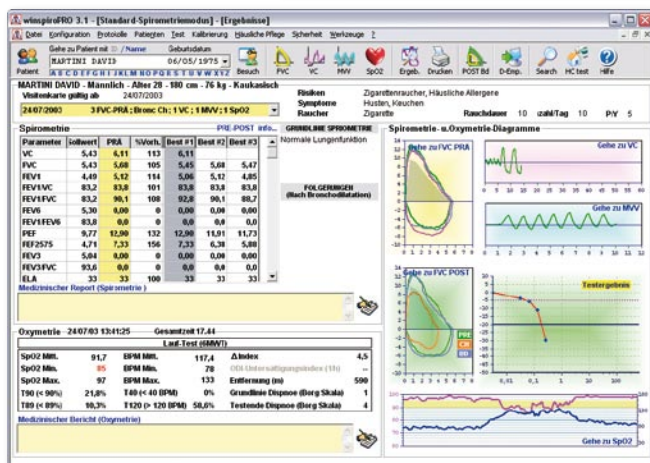 winspiroPRO 3.1 - [Standard-Spirometriemodus] - [Ergebnisse]
Datei Konfiguration Protokolle Patienten Test Kalibrierung Häusliche Pflege Sicherheit Werkzeuge ?
Gehe zu Patient mit ID / Name Geburtsdatum
MARTINI DAVID 06/05/1975
A B C D E F G H I J K L M N O P Q R S T U V W X Y Z
Patient Besuch FVC VC MVV SpO2 Ergeb. Drucken POST Bd D-Emp. Search HC test Hilfe
MARTINI DAVID - Männlich - Alter 28 - 180 cm - 76 kg - Kaukasisch
Visitenkarte gültig ab 24/07/2003
24/07/2003 3 FVC-PRÄ ; Bronc Ch ; 1 VC ; 1 MVV ; 1 SpO2
Risiken Zigarettenraucher, Häusliche Allergene
Symptome Husten, Keuchen
Raucher Zigarette Rauchdauer 10 izahl/Tag 10 P/Y 5
Spirometrie PRE-POST info...
Parameter Sollwert PRÄ %Vorh. Best #1 Best #2 Best #3
VC 5,43 6,11 113 6,11
FVC 5,43 5,68 105 5,45 5,68 5,47
FEV1 4,49 5,12 114 5,06 5,12 4,85
FEV1/VC 83,2 83,8 101 83,8 83,8 83,8
FEV1/FVC 83,2 90,1 108 92,8 90,1 88,7
FEV6 5,30 0,00 0 0,00 0,00 0,00
FEV1/FEV6 83,8 0,0 0 0,0 0,0 0,0
PEF 9,77 12,90 132 12,90 11,91 11,73
FEF2575 4,71 7,33 156 7,33 6,38 5,88
FEV3 5,04 0,00 0 0,00 0,00 0,00
FEV3/FVC 93,6 0,0 0 0,0 0,0 0,0
ELA 33 33 100 33 33 33
GRUNDLINIE SPIROMETRIE
Normale Lungenfunktion
FOLGERUNGEN
(Nach Bronchodilatation)
Medizinischer Report (Spirometrie )
Spirometrie- u.Oxymetrie-Diagramme
Gehe zu FVC PRÄ
Gehe zu VC
Gehe zu MVV
Gehe zu FVC POST
PRE
CH
BD
Testergebnis
0,01 0,1 1 10 100
Gehe zu SpO2
Oxymetrie 24/07/03 13:41:25 Gesamtzeit 17.44
Lauf-Test (6MWT)
SpO2 Mitt. 91,7 BPM Mitt. 117,4 Δ Index 4,5
SpO2 Min. 85 BPM Min. 78 ODI Untersättigungsindex (1/h) --
SpO2 Max. 97 BPM Max. 133 Entfernung (m) 590
T90 (< 90%) 21,8% T40 (< 40 BPM) 0% Grundlinie Dispnoe (Borg Skala) 1
T89 (< 89%) 10,3% T120 (> 120 BPM) 58,6% Testende Dispnoe (Borg Skala) 4
Medizinischer Bericht (Oxymetrie)